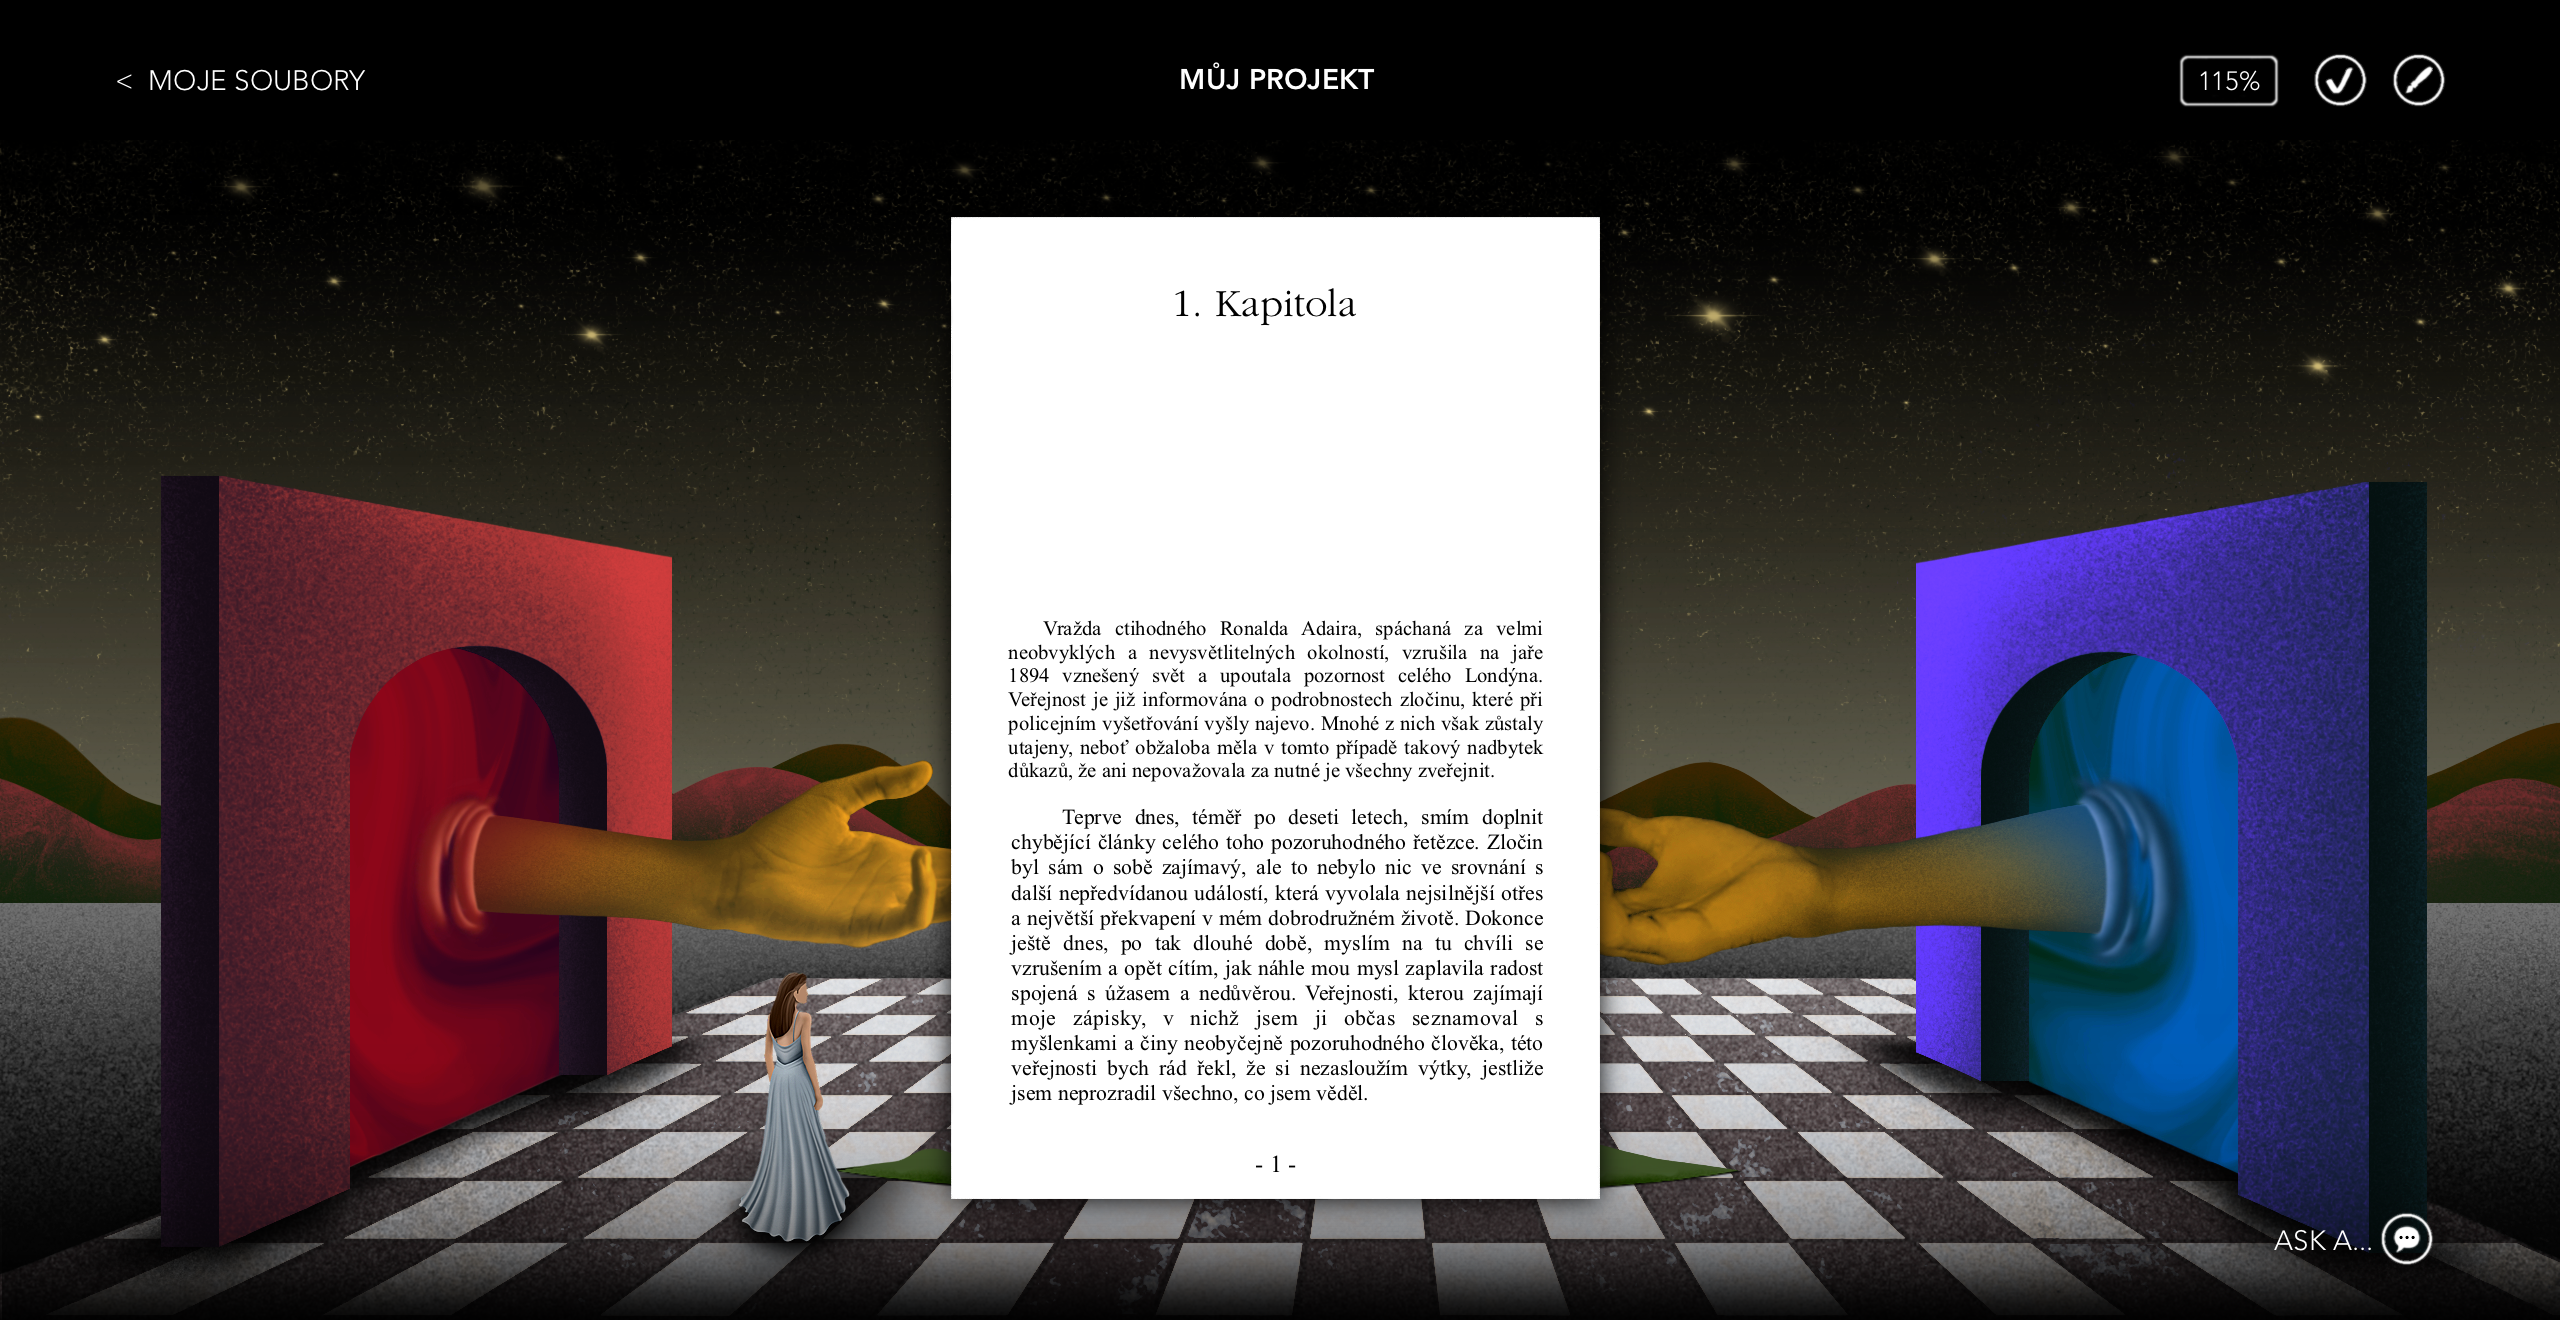 < MOJE SOUBORY
MŮJ PROJEKT
115%
1. Kapitola
Vražda ctihodného Ronalda Adaira, spáchaná za velmi
neobvyklých a nevysvětlitelných okolností, vzrušila na jaře
1894 vznešený svět a upoutala pozornost celého Londýna.
Veřejnost je již informována o podrobnostech zločinu, které při
policejním vyšetřování vyšly najevo. Mnohé z nich však zůstaly
utajeny, neboť obžaloba měla v tomto případě takový nadbytek
důkazů, že ani nepovažovala za nutné je všechny zveřejnit.
Teprve dnes, téměř po deseti letech, smím doplnit
chybějící články celého toho pozoruhodného řetězce. Zločin
byl sám o sobě zajímavý, ale to nebylo nic ve srovnání s
další nepředvídanou událostí, která vyvolala nejsilnější otřes
a největší překvapení v mém dobrodružném životě. Dokonce
ještě dnes, po tak dlouhé době, myslím na tu chvíli se
vzrušením a opět cítím, jak náhle mou mysl zaplavila radost
spojená s úžasem a nedůvěrou. Veřejnosti, kterou zajímají
moje zápisky, v nichž jsem ji občas seznamoval s
myšlenkami a činy neobyčejně pozoruhodného člověka, této
veřejnosti bych rád řekl, že si nezasloužím výtky, jestliže
jsem neprozradil všechno, co jsem věděl.
- 1 -
ASK A...